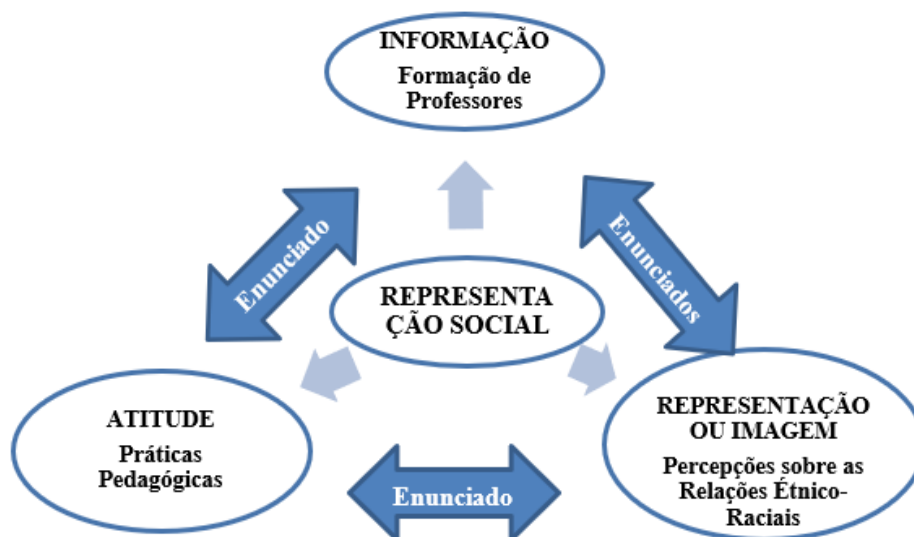 INFORMAÇÃO
Formação de
Professores
Enunciado
Enunciados
REPRESENTA
ÇÃO SOCIAL
ATITUDE
Práticas
Pedagógicas
Enunciado
REPRESENTAÇÃO
OU IMAGEM
Percepções sobre as
Relações Étnico-
Raciais